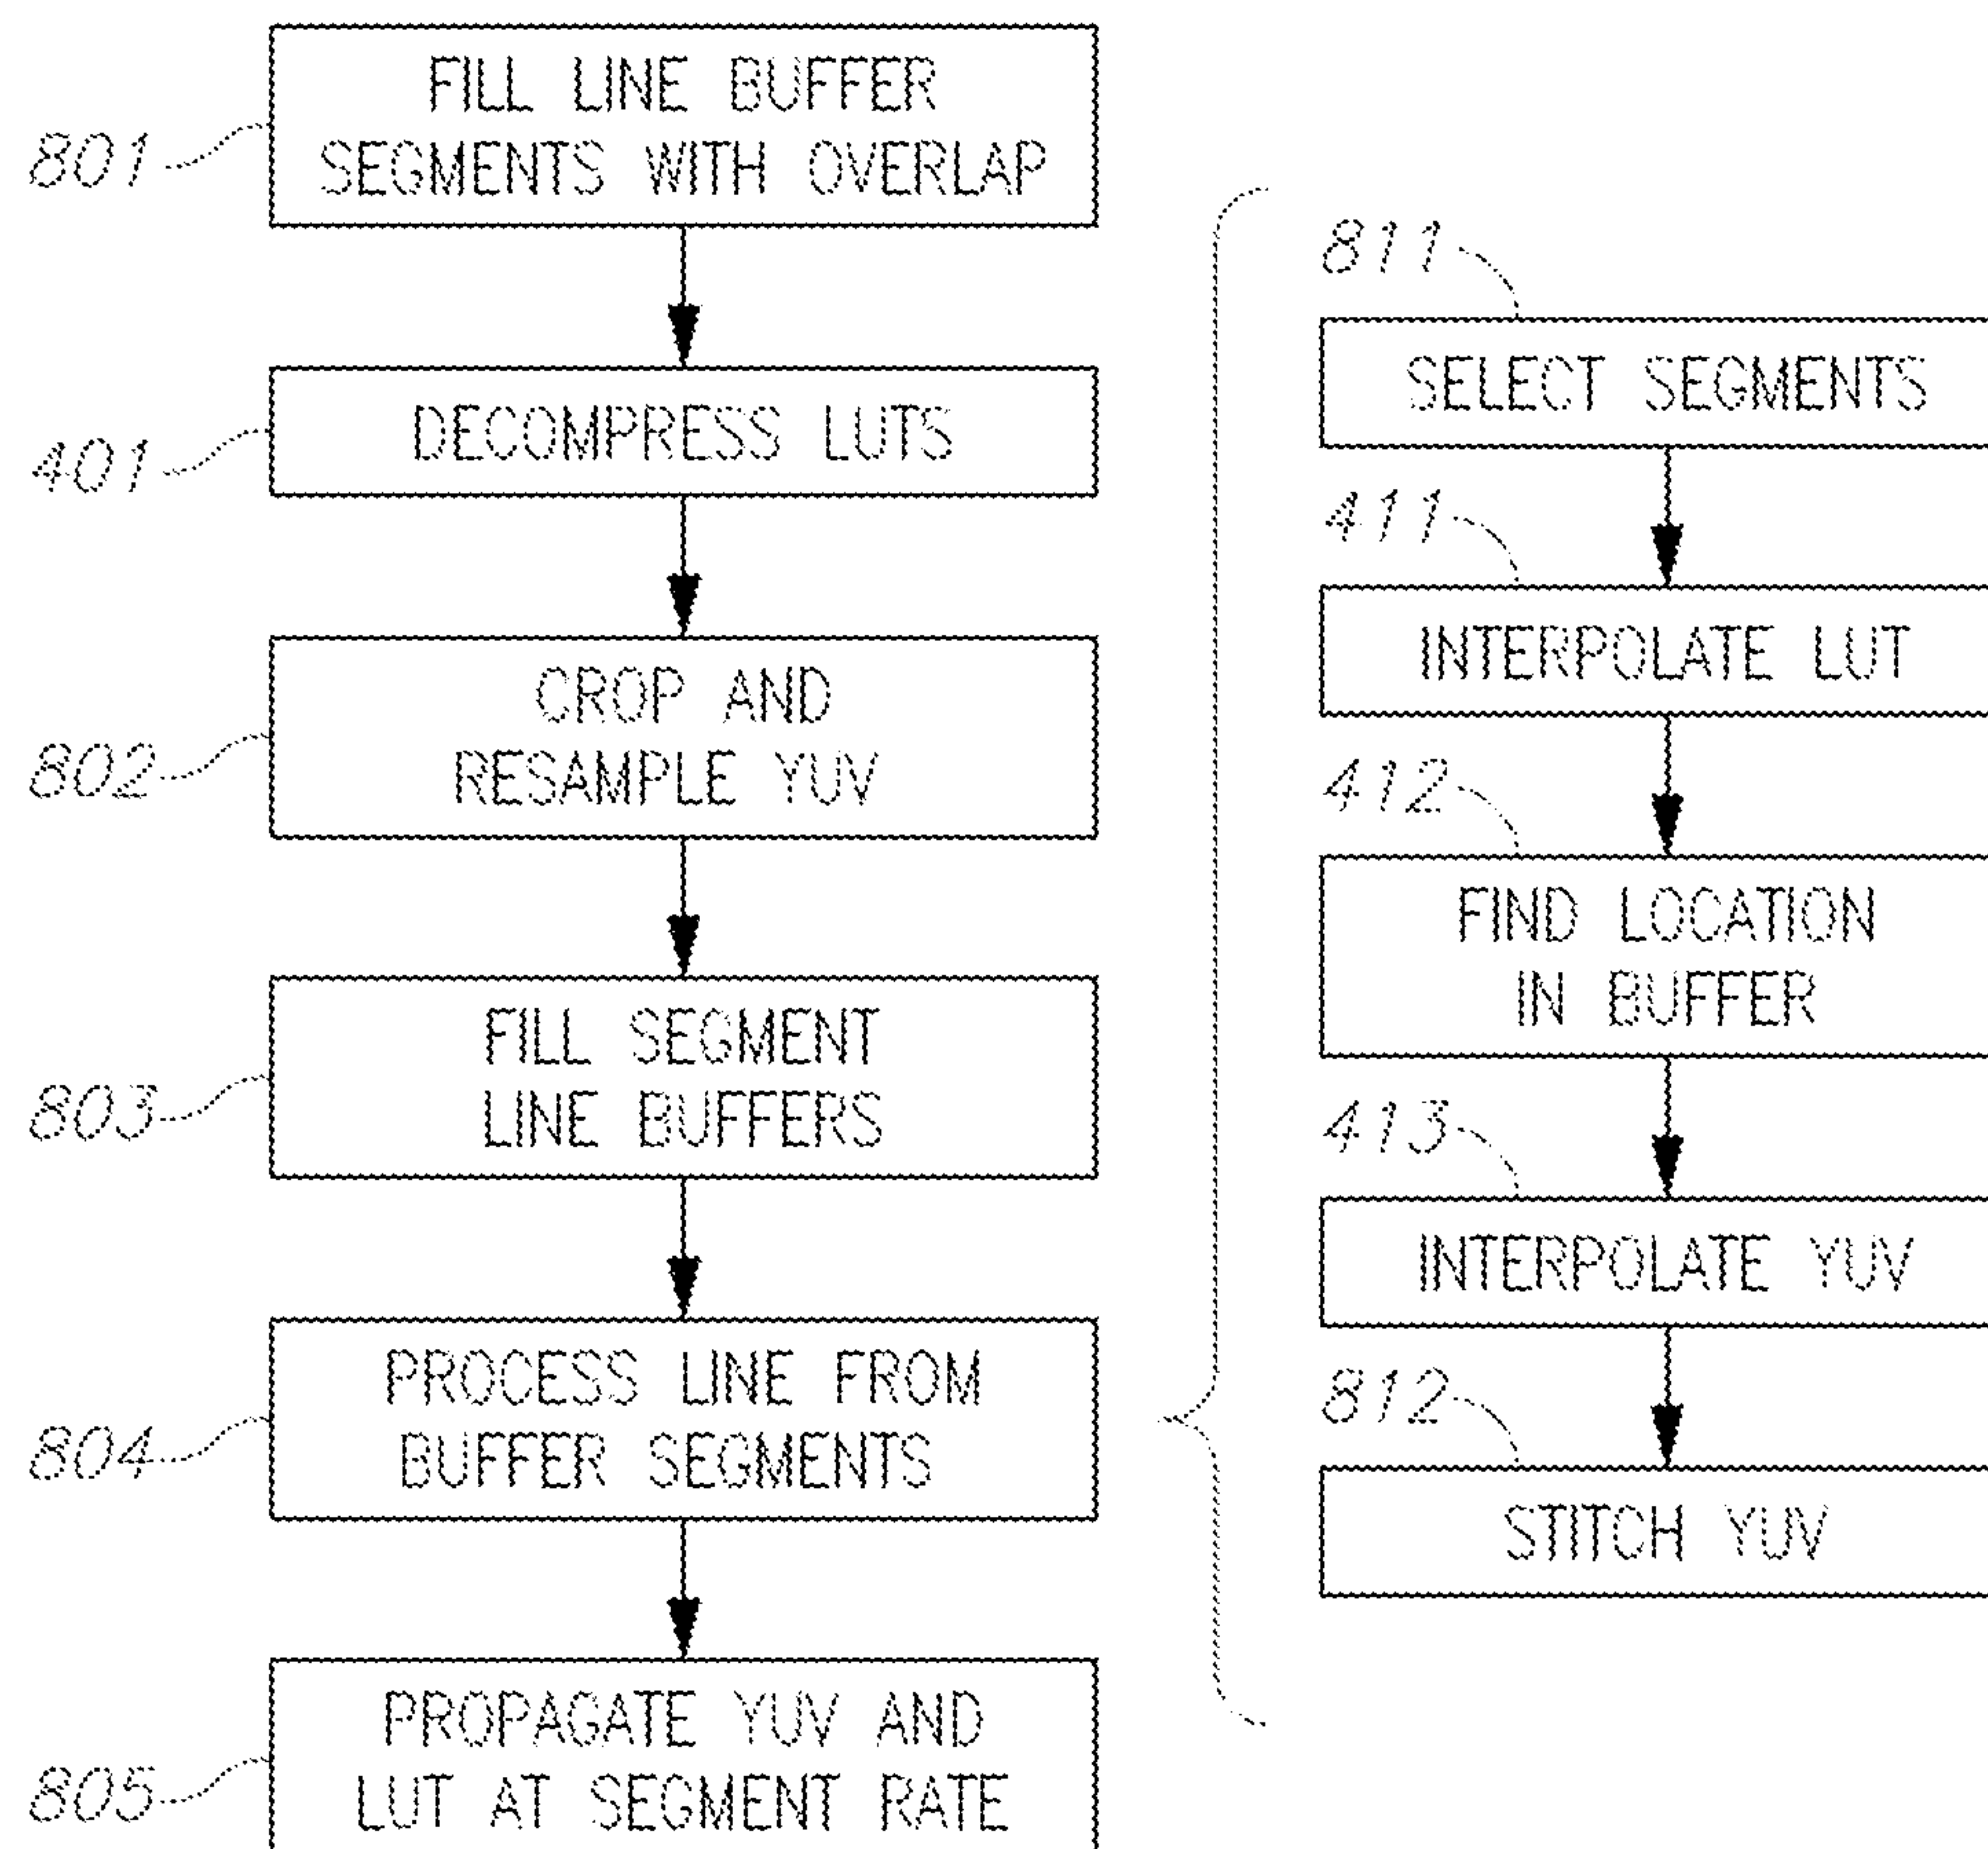 801
FILL LINE BUFFER
SEGMENTS WITH OVERLAP
401
DECOMPRESS LUTS
802
CROP AND
RESAMPLE YUV
803
FILL SEGMENT
LINE BUFFERS
804
PROCESS LINE FROM
BUFFER SEGMENTS
805
PROPAGATE YUV AND
LUT AT SEGMENT RATE
811
SELECT SEGMENTS
411
INTERPOLATE LUT
412
FIND LOCATION
IN BUFFER
413
INTERPOLATE YUV
812
STITCH YUV